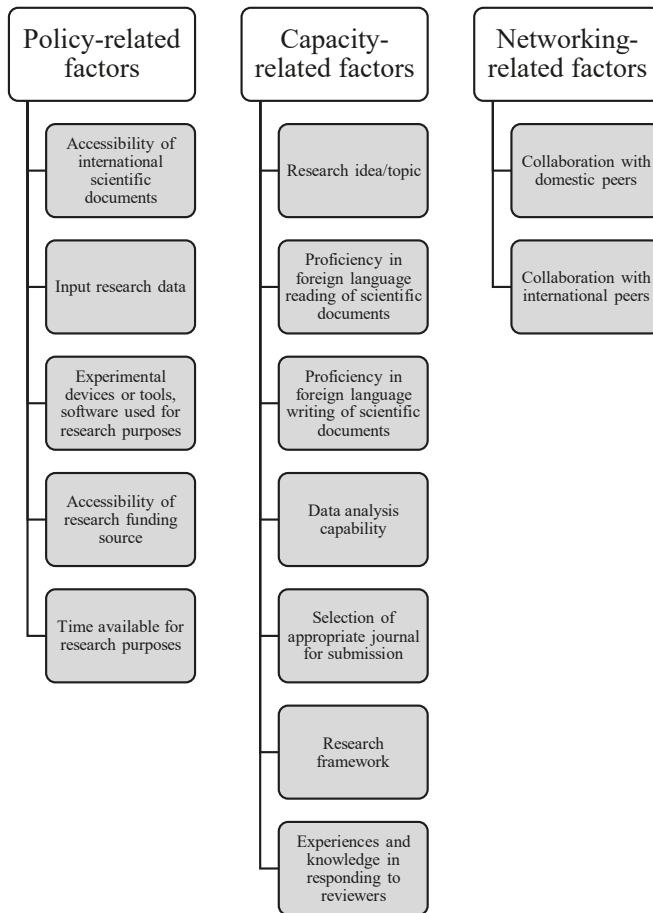 Policy-related
factors
Accessibility of
international
scientific
documents
Input research data
Experimental
devices or tools,
software used for
research purposes
Accessibility of
research funding
source
Time available for
research purposes
Capacity-
related factors
Research idea/topic
Proficiency in
foreign language
reading of scientific
documents
Proficiency in
foreign language
writing of scientific
documents
Data analysis
capability
Selection of
appropriate journal
for submission
Research
framework
Experiences and
knowledge in
responding to
reviewers
Networking-
related factors
Collaboration with
domestic peers
Collaboration with
international peers